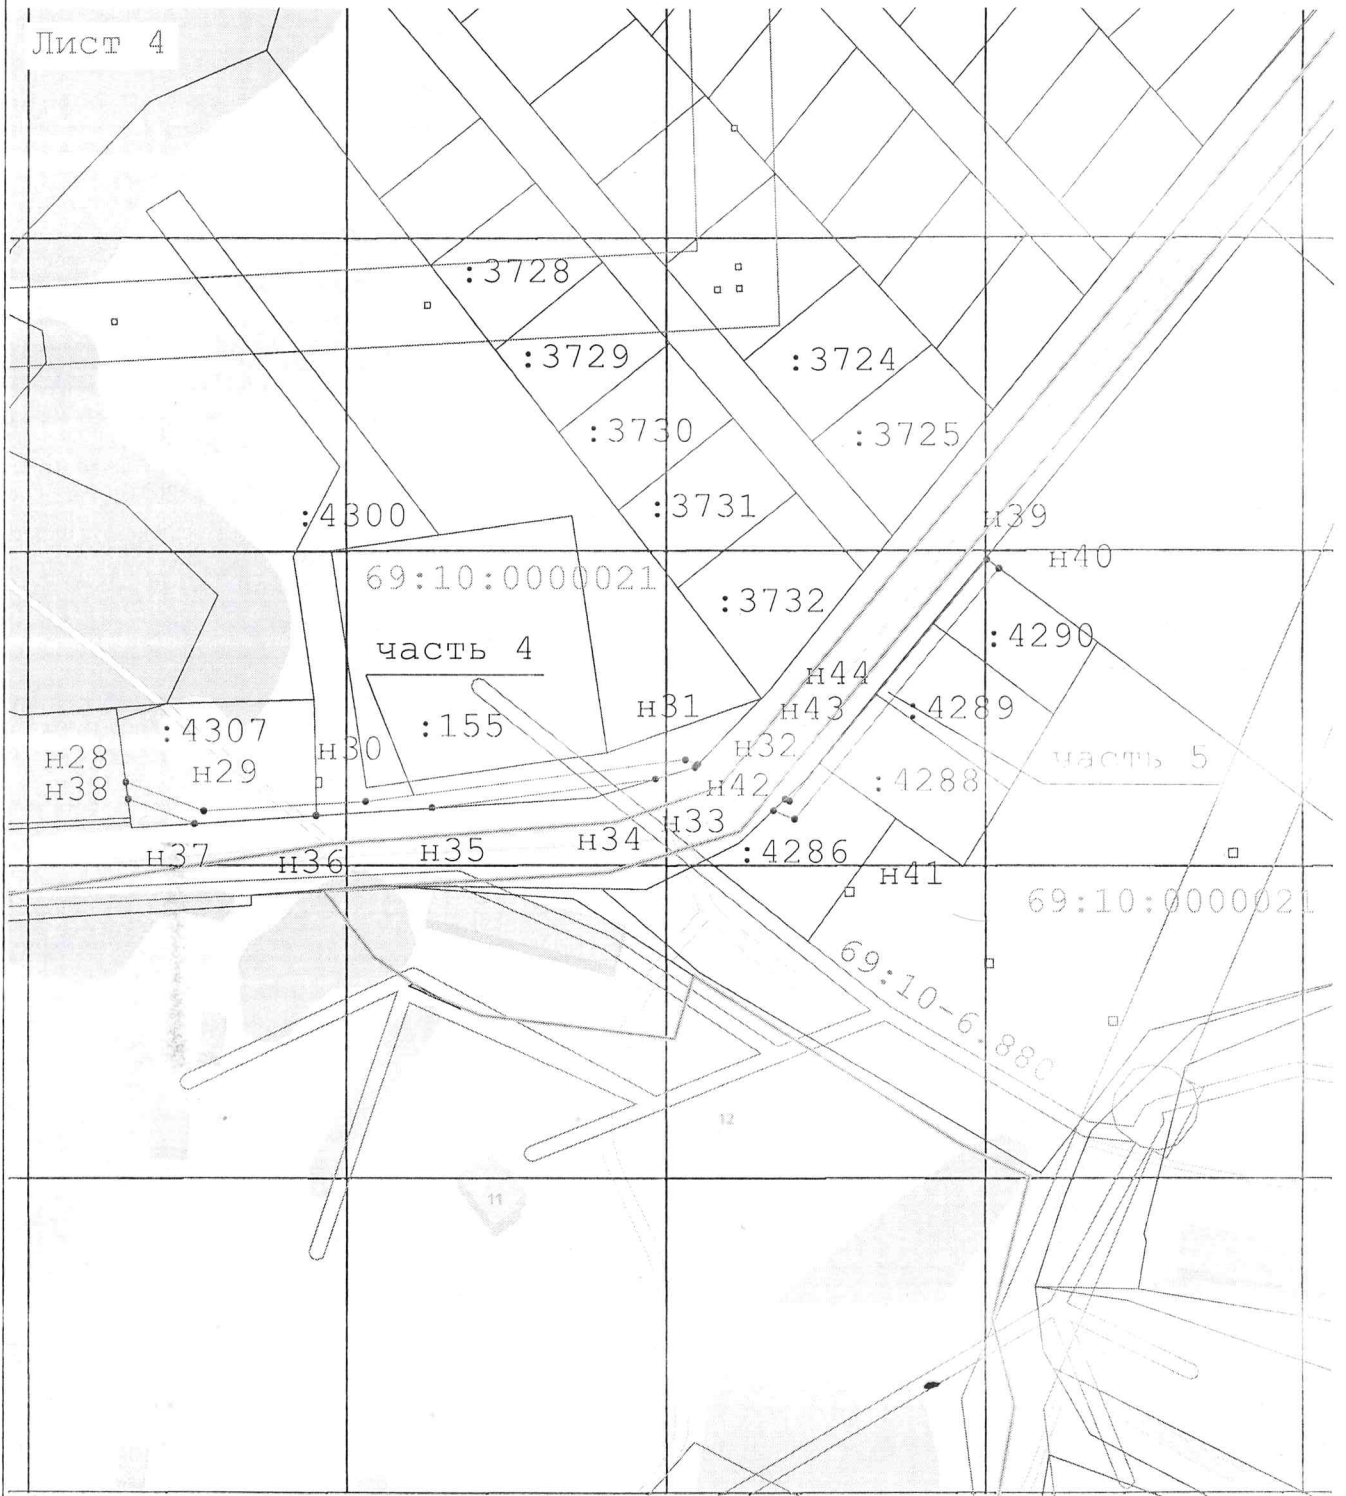 Лист 4
:3728
:3729
:3724
:3730
:3725
:4300
:3731
н39
н40
69:10:0000021
:3732
:4290
часть 4
н44
н31
н43
:4289
:155
:4307
н30
н32
н28
н29
часть 5
н38
н42
:4288
н33
н34
н35
:4286
н37
н36
н41
69:10:0000021
69:10-6.880
12
11